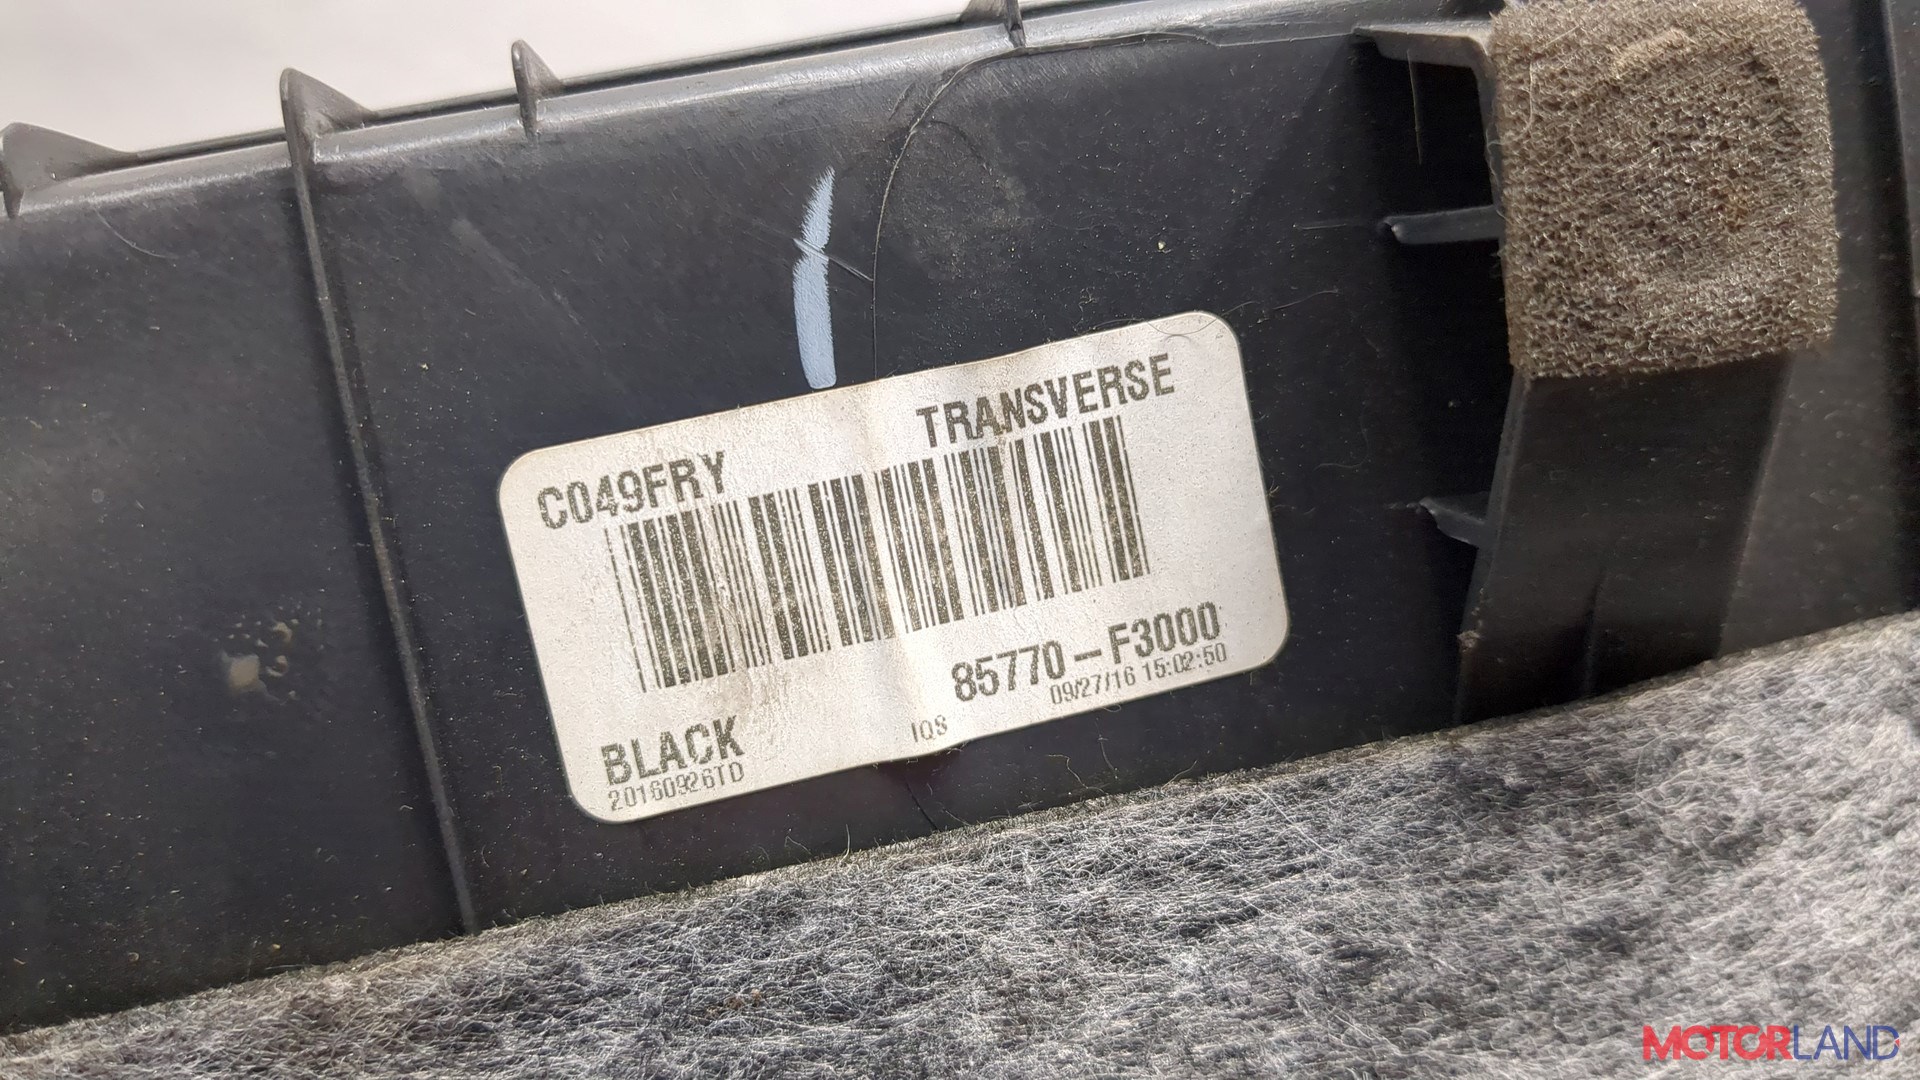 C049FRY TRANSVERSE
85770-F3000
09/27/16 15:02:50
BLACK
IQS
20160926TD
MOTORLAND